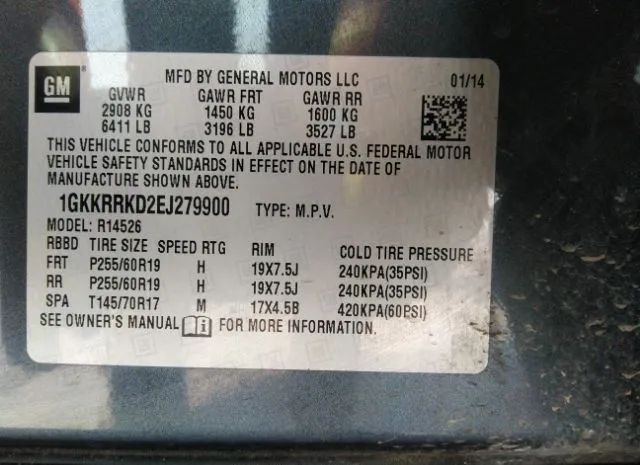 GM
MFD BY GENERAL MOTORS LLC 01/14
GVWR GAWR FRT GAWR RR
2908 KG 1450 KG 1600 KG
6411 LB 3196 LB 3527 LB
THIS VEHICLE CONFORMS TO ALL APPLICABLE U.S. FEDERAL MOTOR
VEHICLE SAFETY STANDARDS IN EFFECT ON THE DATE OF
MANUFACTURE SHOWN ABOVE.
1GKKRRKD2EJ279900 TYPE: M.P.V.
MODEL: R14526
RBBD TIRE SIZE SPEED RTG RIM COLD TIRE PRESSURE
FRT P255/60R19 H 19X7.5J 240KPA(35PSI)
RR P255/60R19 H 19X7.5J 240KPA(35PSI)
SPA T145/70R17 M 17X4.5B 420KPA(60PSI)
SEE OWNER'S MANUAL FOR MORE INFORMATION.